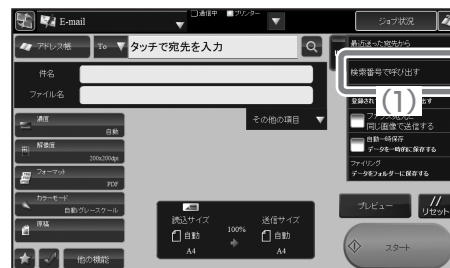 E-mail
通信中 プリンター
ジョブ状況
アドレス帳 To タッチで宛先を入力
最近送った宛先から
検索番号で呼び出す
件名
ファイル名
(1)
その他の項目
同じ画像で送信する
自動一時保存
データを一時的に保存する
ファイリング
データをフォルダーに保存する
濃度
自動
解像度
200x200dpi
フォーマット
PDF
カラーモード
自動/グレースケール
原稿
読込サイズ 100% 送信サイズ
自動 自動
A4 A4
プレビュー
リセット
スタート
他の機能